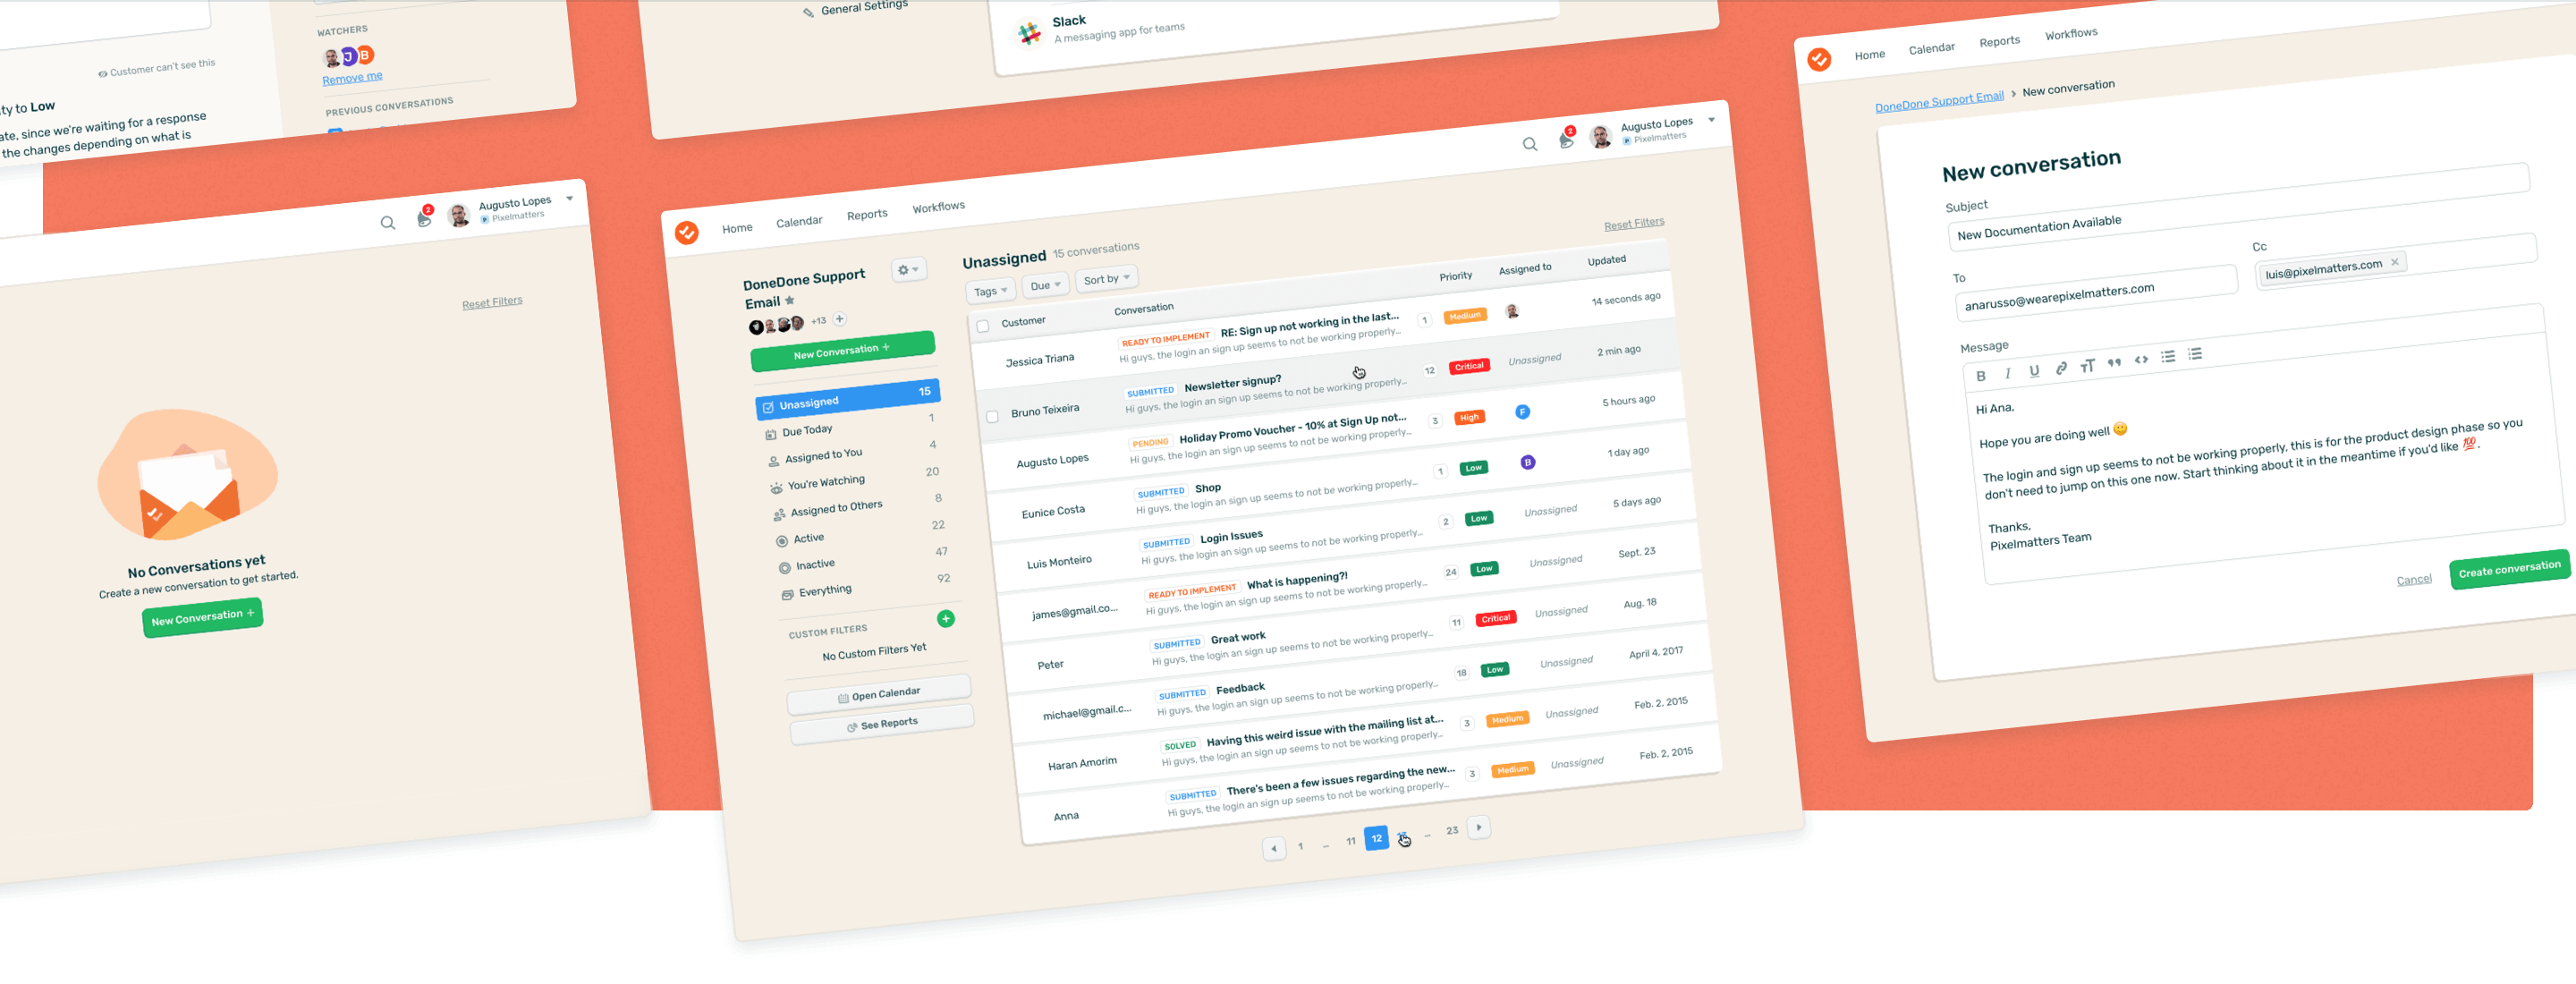 Customer can't see this
ty to Low
ate, since we're waiting for a response
the changes depending on what is
WATCHERS
J B
Remove me
PREVIOUS CONVERSATIONS
General Settings
Slack
A messaging app for teams
2
Augusto Lopes
P Pixelmatters
Reset Filters
No Conversations yet
Create a new conversation to get started.
New Conversation +
Home Calendar Reports Workflows
2
Augusto Lopes
P Pixelmatters
DoneDone Support
Email
+13 +
New Conversation +
Unassigned 15
Due Today 1
Assigned to You 4
You're Watching 20
Assigned to Others 8
Active 22
Inactive 47
Everything 92
CUSTOM FILTERS +
No Custom Filters Yet
Open Calendar
See Reports
Unassigned 15 conversations
Reset Filters
Tags Due Sort by
Customer Conversation Priority Assigned to Updated
Jessica Triana READY TO IMPLEMENT RE: Sign up not working in the last... 1 Medium 14 seconds ago
Hi guys, the login an sign up seems to not be working properly...
Bruno Teixeira SUBMITTED Newsletter signup? 12 Critical Unassigned 2 min ago
Hi guys, the login an sign up seems to not be working properly...
Augusto Lopes PENDING Holiday Promo Voucher - 10% at Sign Up not... 3 High F 5 hours ago
Hi guys, the login an sign up seems to not be working properly...
Eunice Costa SUBMITTED Shop 1 Low B 1 day ago
Hi guys, the login an sign up seems to not be working properly...
Luis Monteiro SUBMITTED Login Issues 2 Low Unassigned 5 days ago
Hi guys, the login an sign up seems to not be working properly...
james@gmail.co... READY TO IMPLEMENT What is happening?! 24 Low Unassigned Sept. 23
Hi guys, the login an sign up seems to not be working properly...
Peter SUBMITTED Great work 11 Critical Unassigned Aug. 18
Hi guys, the login an sign up seems to not be working properly...
michael@gmail.c... SUBMITTED Feedback 18 Low Unassigned April 4, 2017
Hi guys, the login an sign up seems to not be working properly...
Haran Amorim SOLVED Having this weird issue with the mailing list at... 3 Medium Unassigned Feb. 2, 2015
Hi guys, the login an sign up seems to not be working properly...
Anna SUBMITTED There's been a few issues regarding the new... 3 Medium Unassigned Feb. 2, 2015
Hi guys, the login an sign up seems to not be working properly...
1 ... 11 12 ... 23
Home Calendar Reports Workflows
DoneDone Support Email > New conversation
New conversation
Subject
New Documentation Available
To
anarusso@wearepixelmatters.com
Cc
luis@pixelmatters.com
Message
B I U
Hi Ana,
Hope you are doing well 🙂
The login and sign up seems to not be working properly, this is for the product design phase so you
don't need to jump on this one now. Start thinking about it in the meantime if you'd like 💯.
Thanks,
Pixelmatters Team
Cancel Create conversation